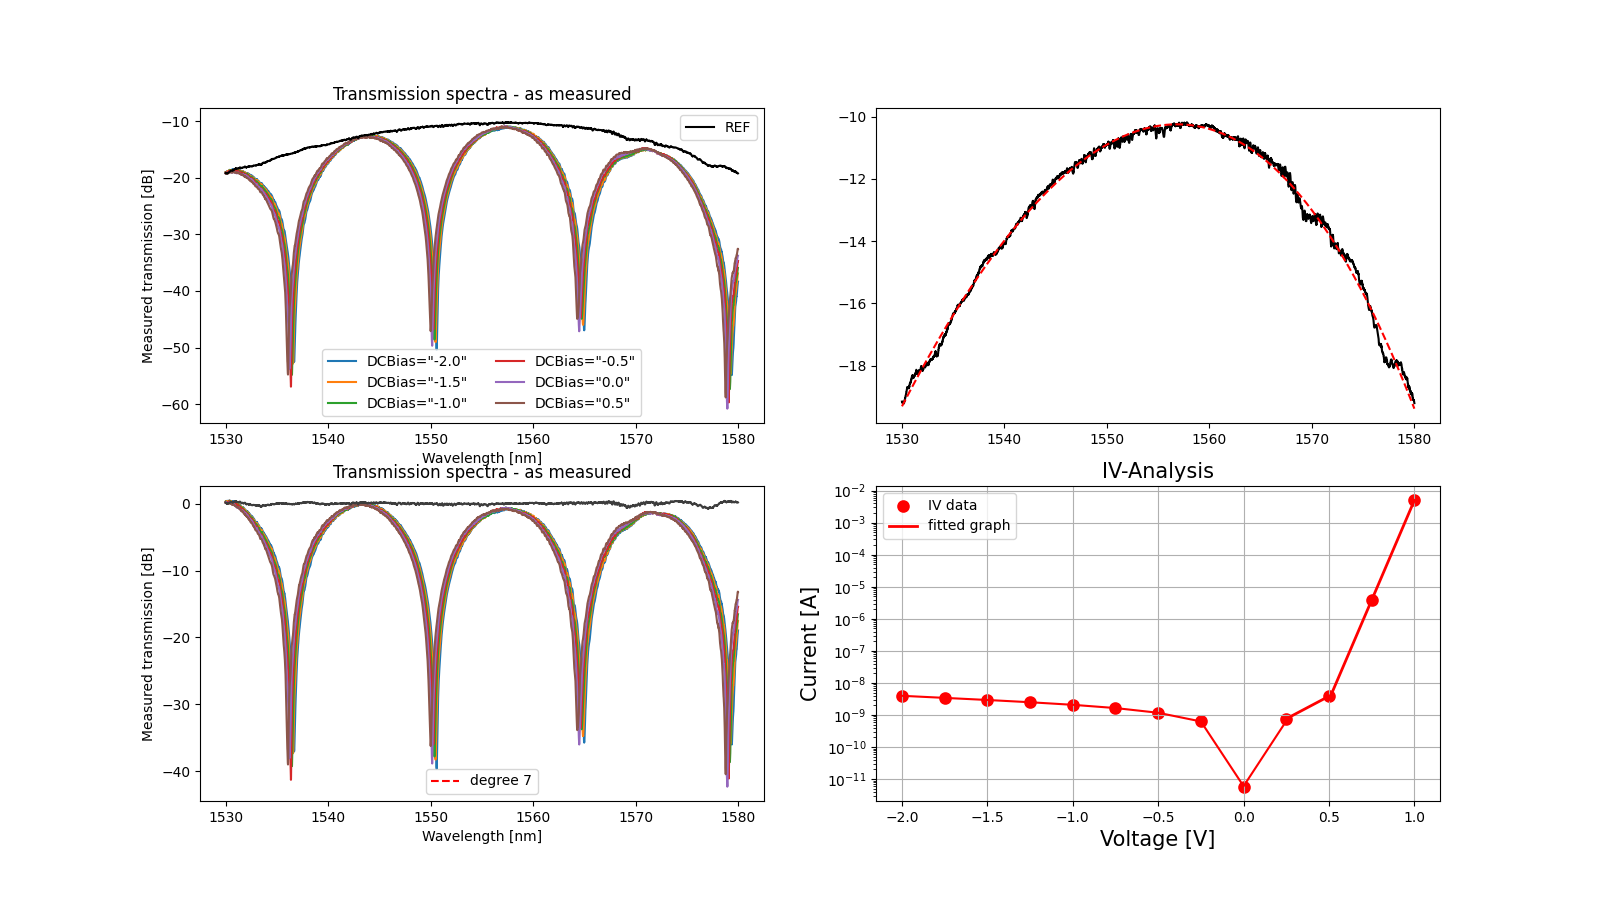 Transmission spectra - as measured
Measured transmission [dB]
−10
−20
−30
−40
−50
−60
REF
DCBias="-2.0"
DCBias="-1.5"
DCBias="-1.0"
DCBias="-0.5"
DCBias="0.0"
DCBias="0.5"
1530 1540 1550 1560 1570 1580
Wavelength [nm]
−10
−12
−14
−16
−18
1530 1540 1550 1560 1570 1580
Transmission spectra - as measured
Measured transmission [dB]
0
−10
−20
−30
−40
degree 7
1530 1540 1550 1560 1570 1580
Wavelength [nm]
IV-Analysis
Current [A]
10⁻²
10⁻³
10⁻⁴
10⁻⁵
10⁻⁶
10⁻⁷
10⁻⁸
10⁻⁹
10⁻¹⁰
10⁻¹¹
IV data
fitted graph
−2.0 −1.5 −1.0 −0.5 0.0 0.5 1.0
Voltage [V]